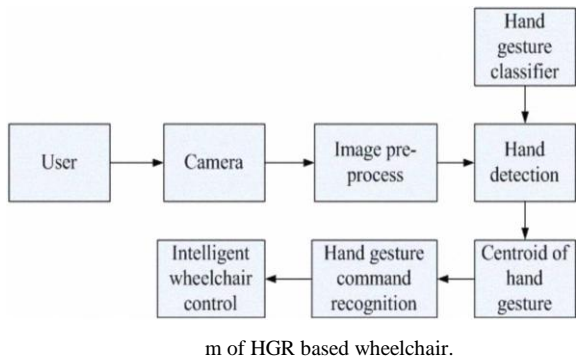 Hand
gesture
classifier
User
Camera
Image pre-
process
Hand
detection
Intelligent
wheelchair
control
Hand gesture
command
recognition
Centroid of
hand
gesture
m of HGR based wheelchair.